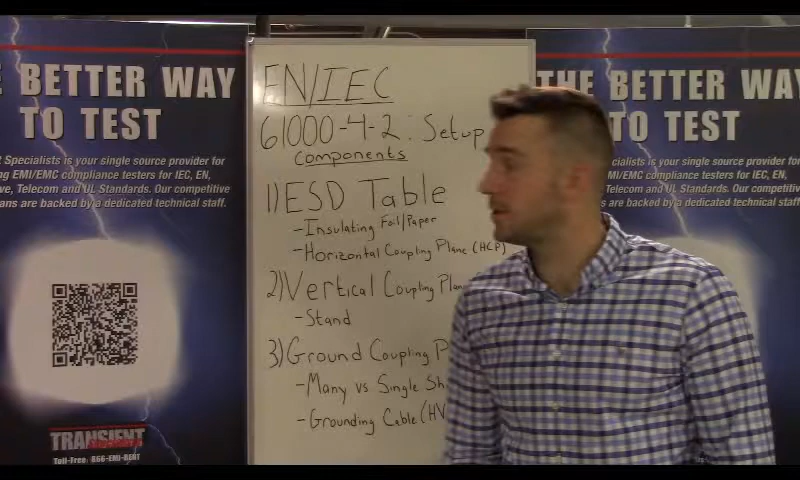 BETTER WAY
TO TEST
Specialists is your single source provider for
EMI/EMC compliance testers for IEC, EN,
Telecom and UL Standards. Our competitive
are backed by a dedicated technical staff.
TRANSIENT
Toll-Free: 866-EMI-RENT
EN/IEC
61000-4-2: Setup
Components
1) ESD Table
- Insulating Foil/Paper
- Horizontal Coupling Plane (HCP)
2) Vertical Coupling
- Stand
3) Ground Coupling
- Many vs Single
- Grounding Cable
THE BETTER WAY
TO TEST
is your single source provider
EMI/EMC compliance testers for IEC, EN,
Telecom and UL Standards. Our competitive
are backed by a dedicated technical staff.